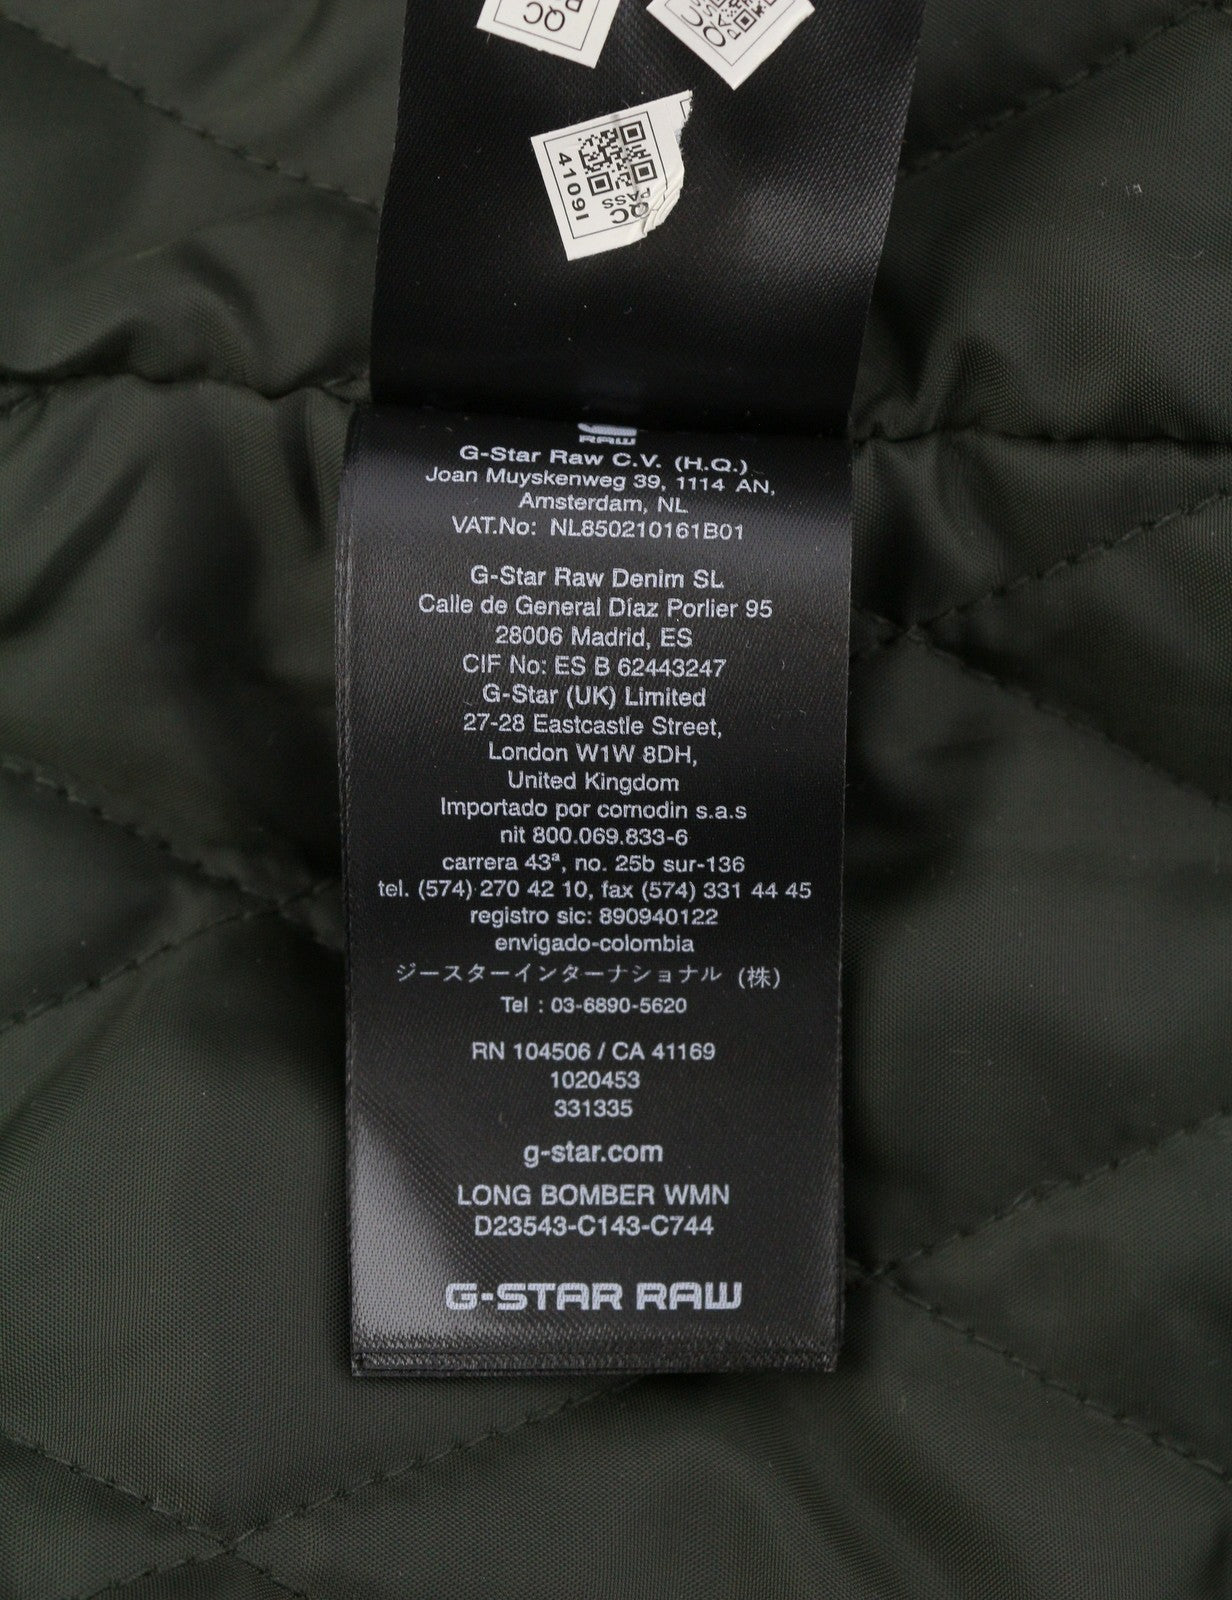 QC
41091
QC
PASS
RAW
G-Star Raw C.V. (H.Q.)
Joan Muyskenweg 39, 1114 AN,
Amsterdam, NL
VAT.No: NL850210161B01
G-Star Raw Denim SL
Calle de General Díaz Porlier 95
28006 Madrid, ES
CIF No: ES B 62443247
G-Star (UK) Limited
27-28 Eastcastle Street,
London W1W 8DH,
United Kingdom
Importado por comodin s.a.s
nit 800.069.833-6
carrera 43ª, no. 25b sur-136
tel. (574) 270 42 10, fax (574) 331 44 45
registro sic: 890940122
envigado-colombia
ジースターインターナショナル (株)
Tel : 03-6890-5620
RN 104506 / CA 41169
1020453
331335
g-star.com
LONG BOMBER WMN
D23543-C143-C744
G-STAR RAW